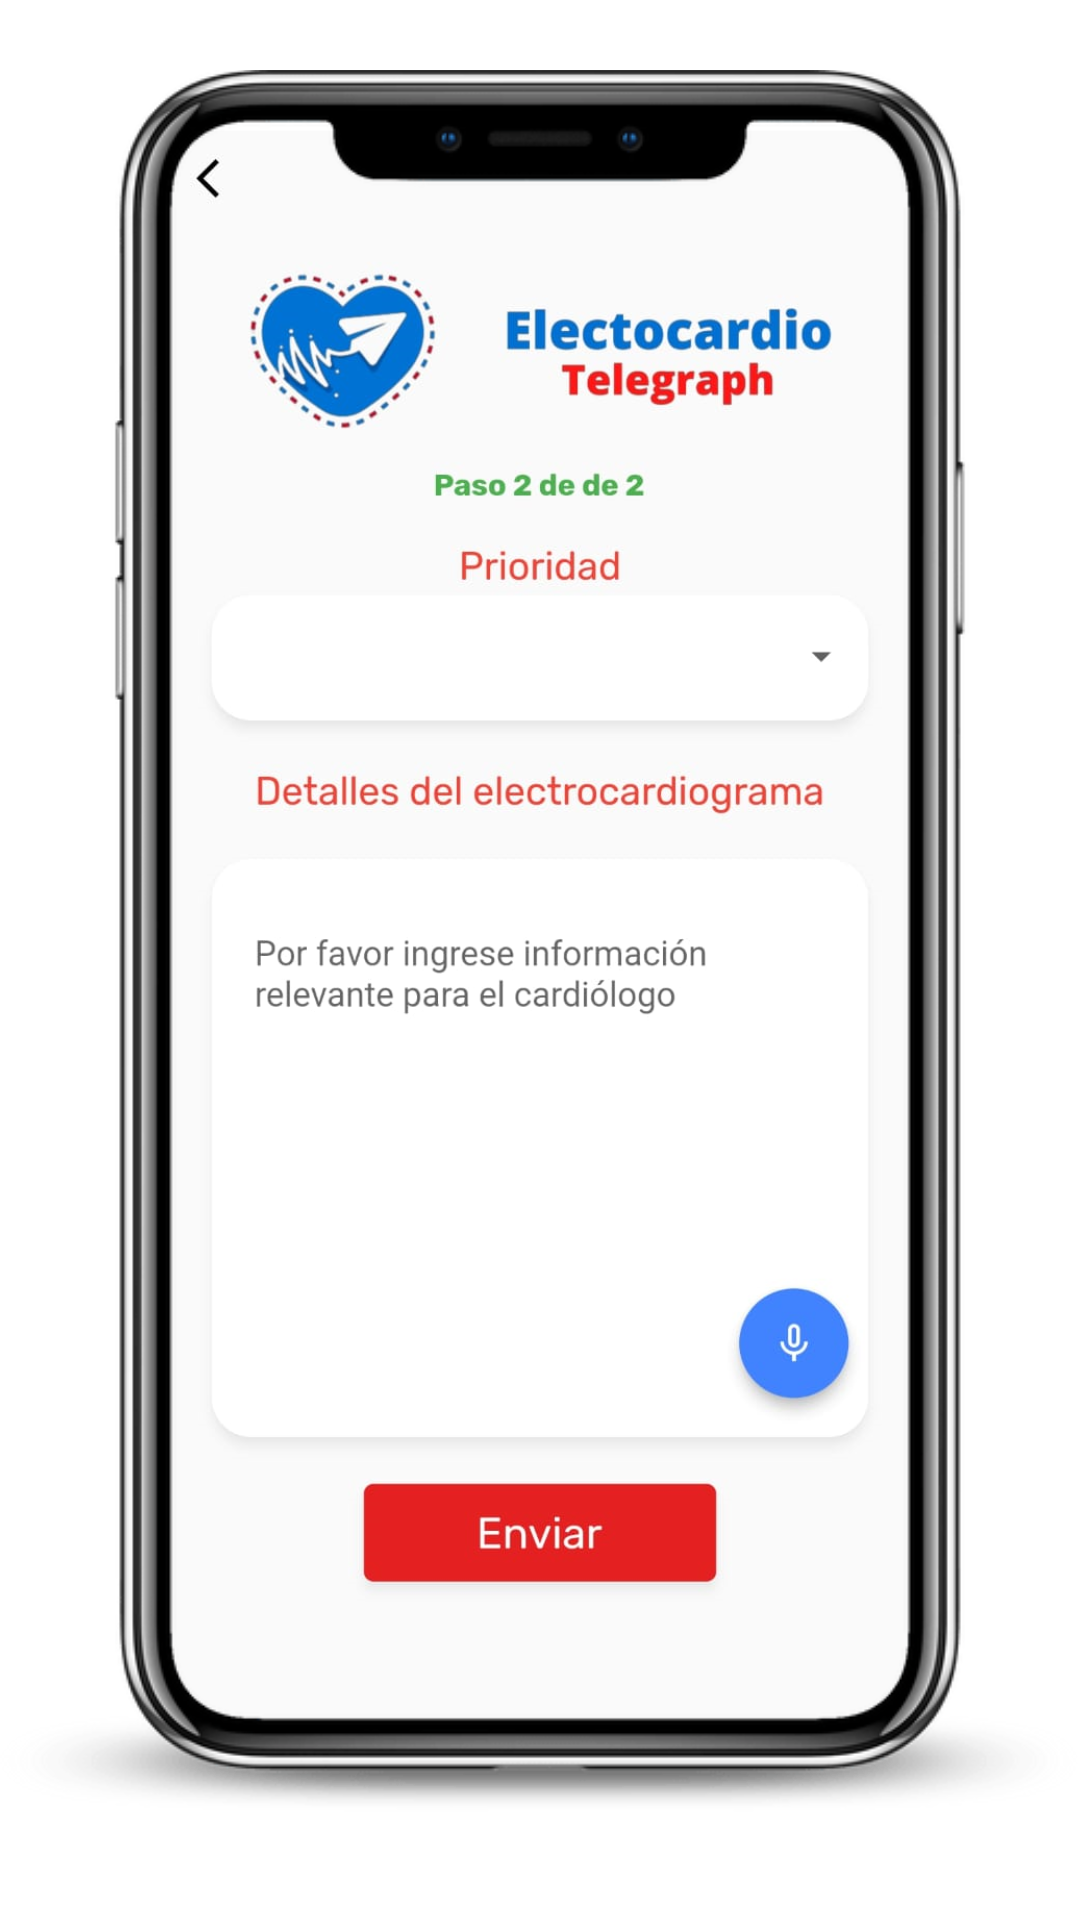 Electocardio
Telegraph
Paso 2 de de 2
Prioridad
Detalles del electrocardiograma
Por favor ingrese información
relevante para el cardiólogo
Enviar